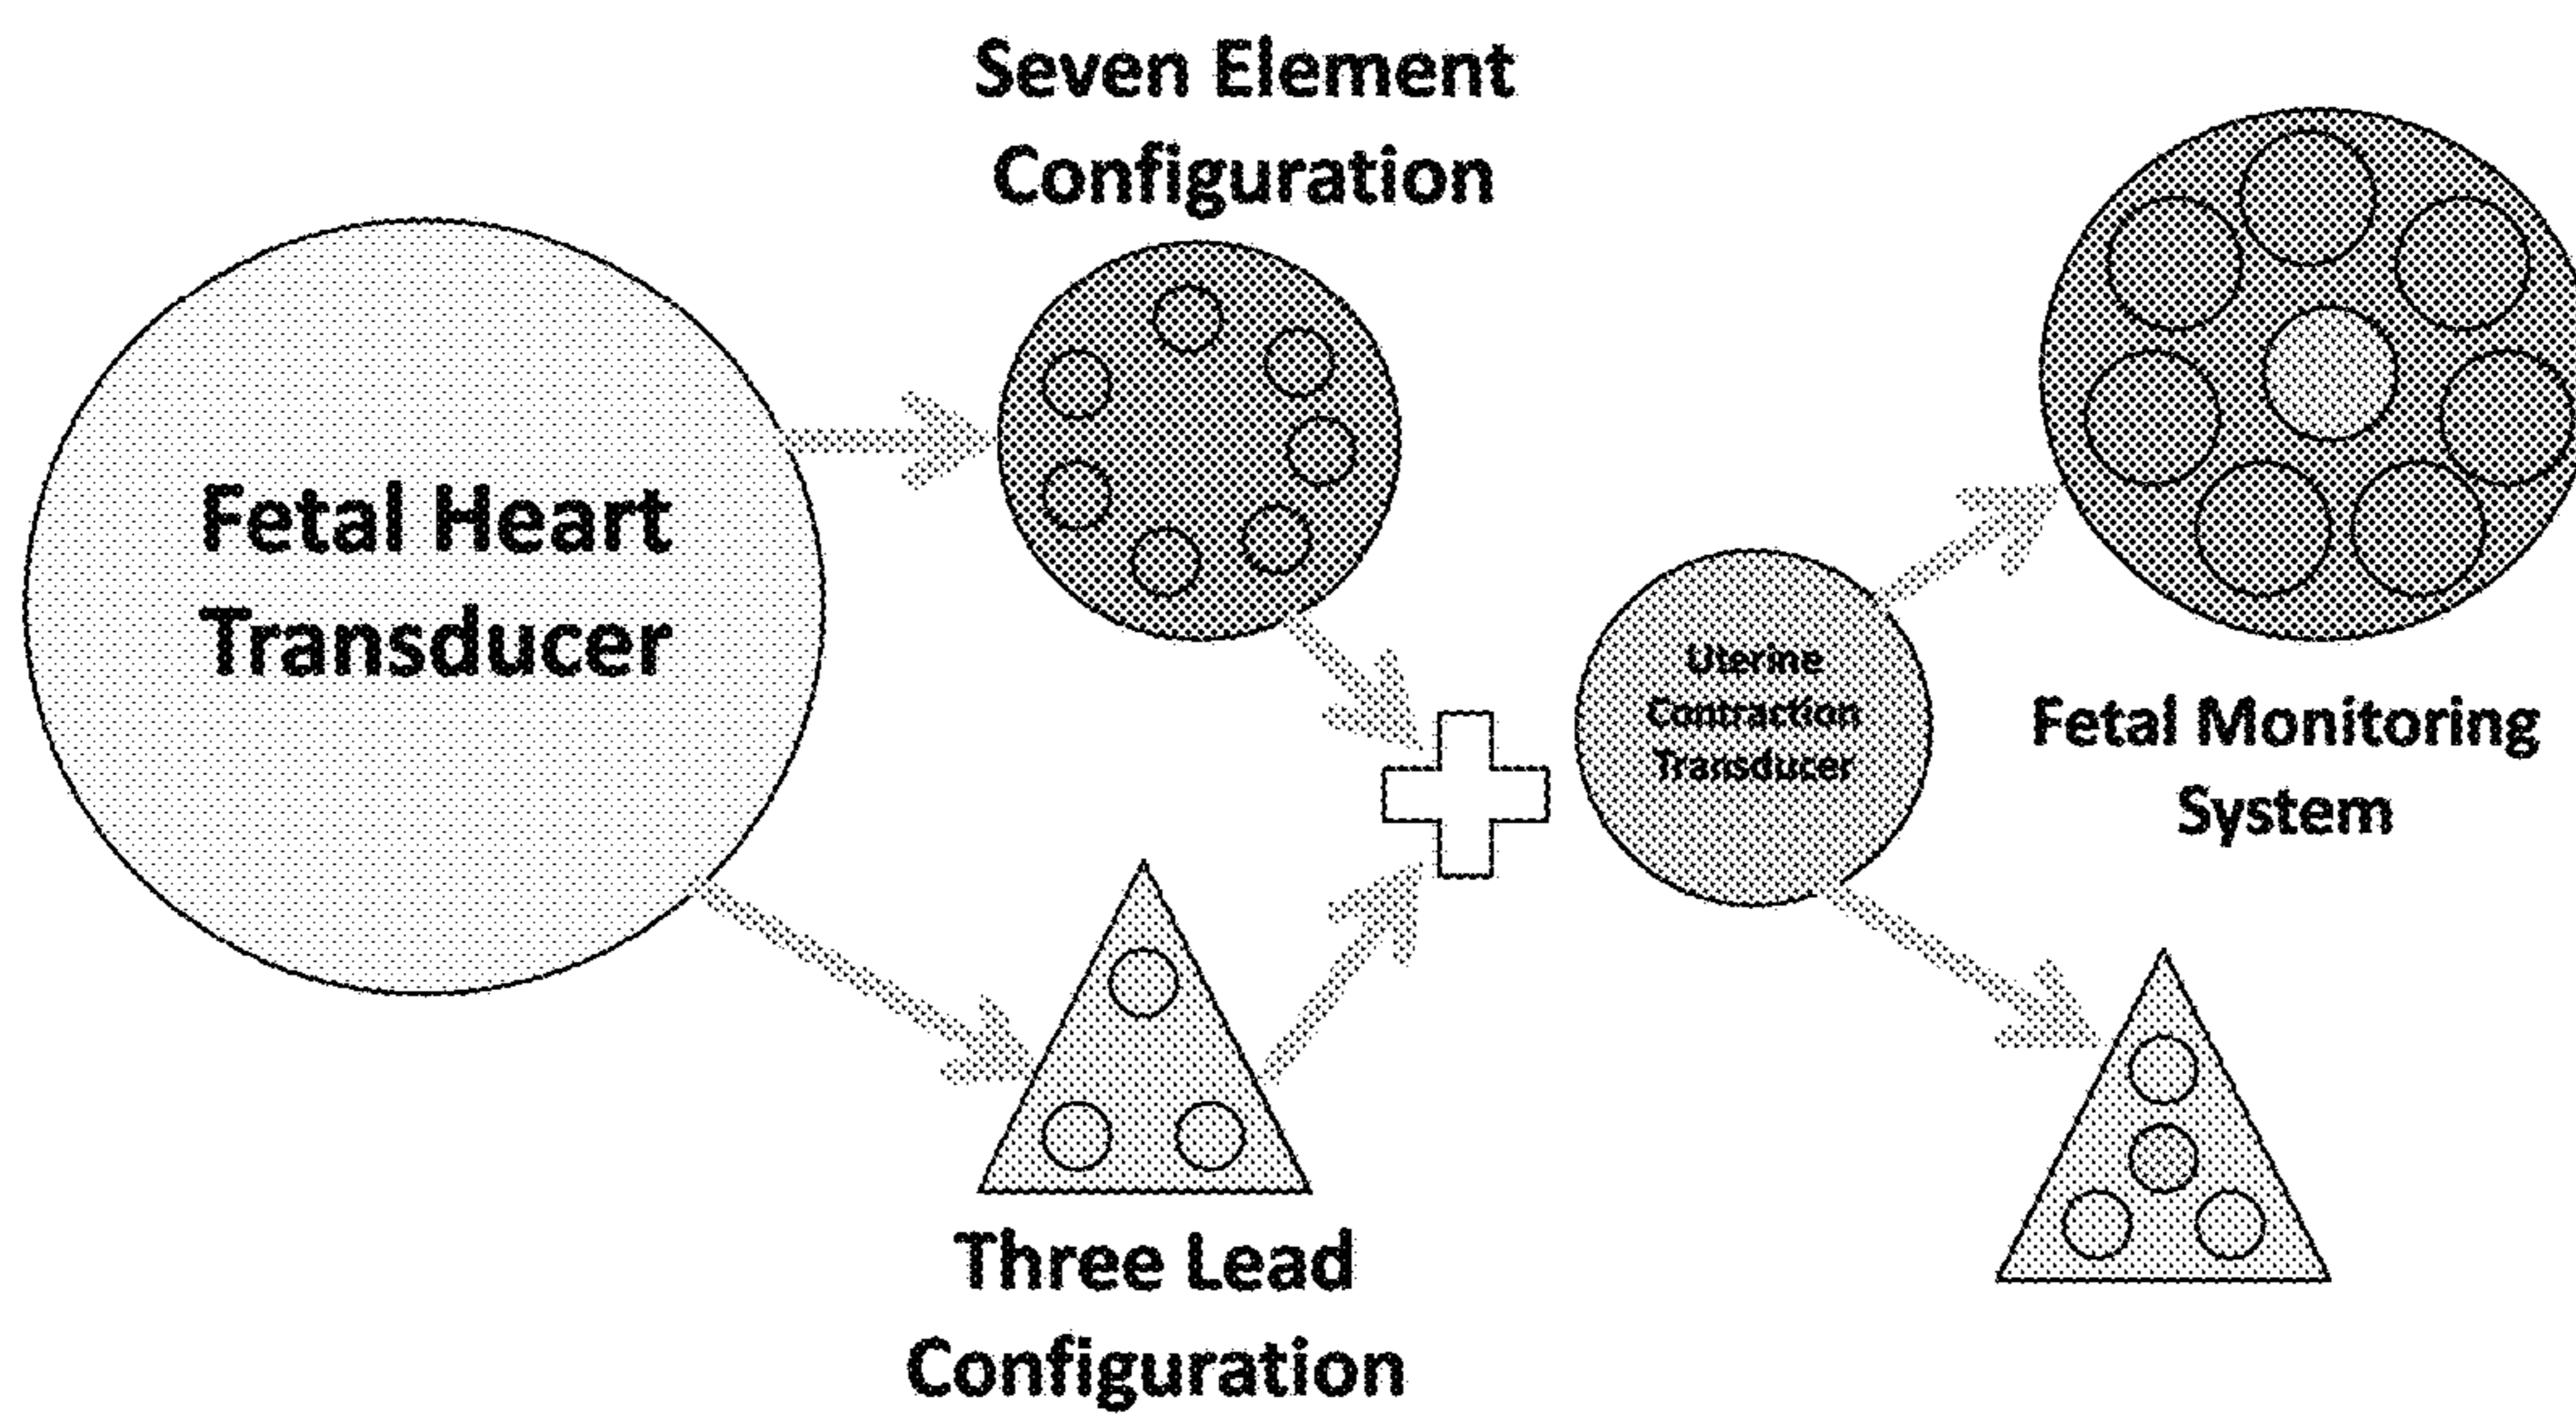 Seven Element
Configuration
Fetal Heart
Transducer
Uterine
Contraction
Transducer
Fetal Monitoring
System
Three Lead
Configuration